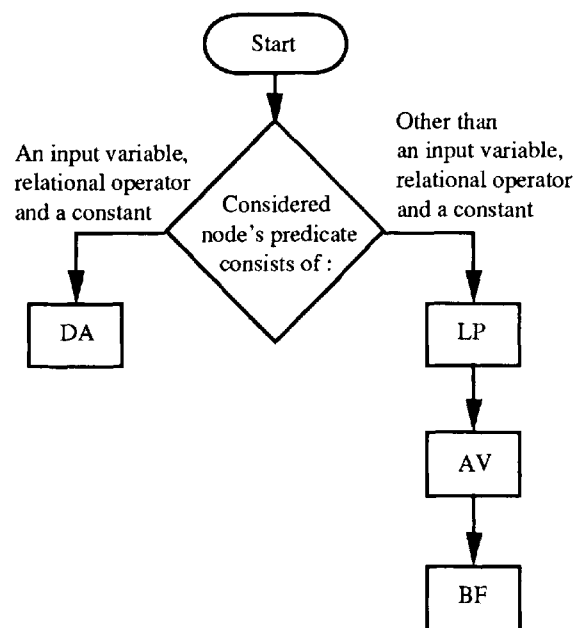 Start
An input variable,
relational operator
and a constant
Considered
node's predicate
consists of :
Other than
an input variable,
relational operator
and a constant
DA
LP
AV
BF